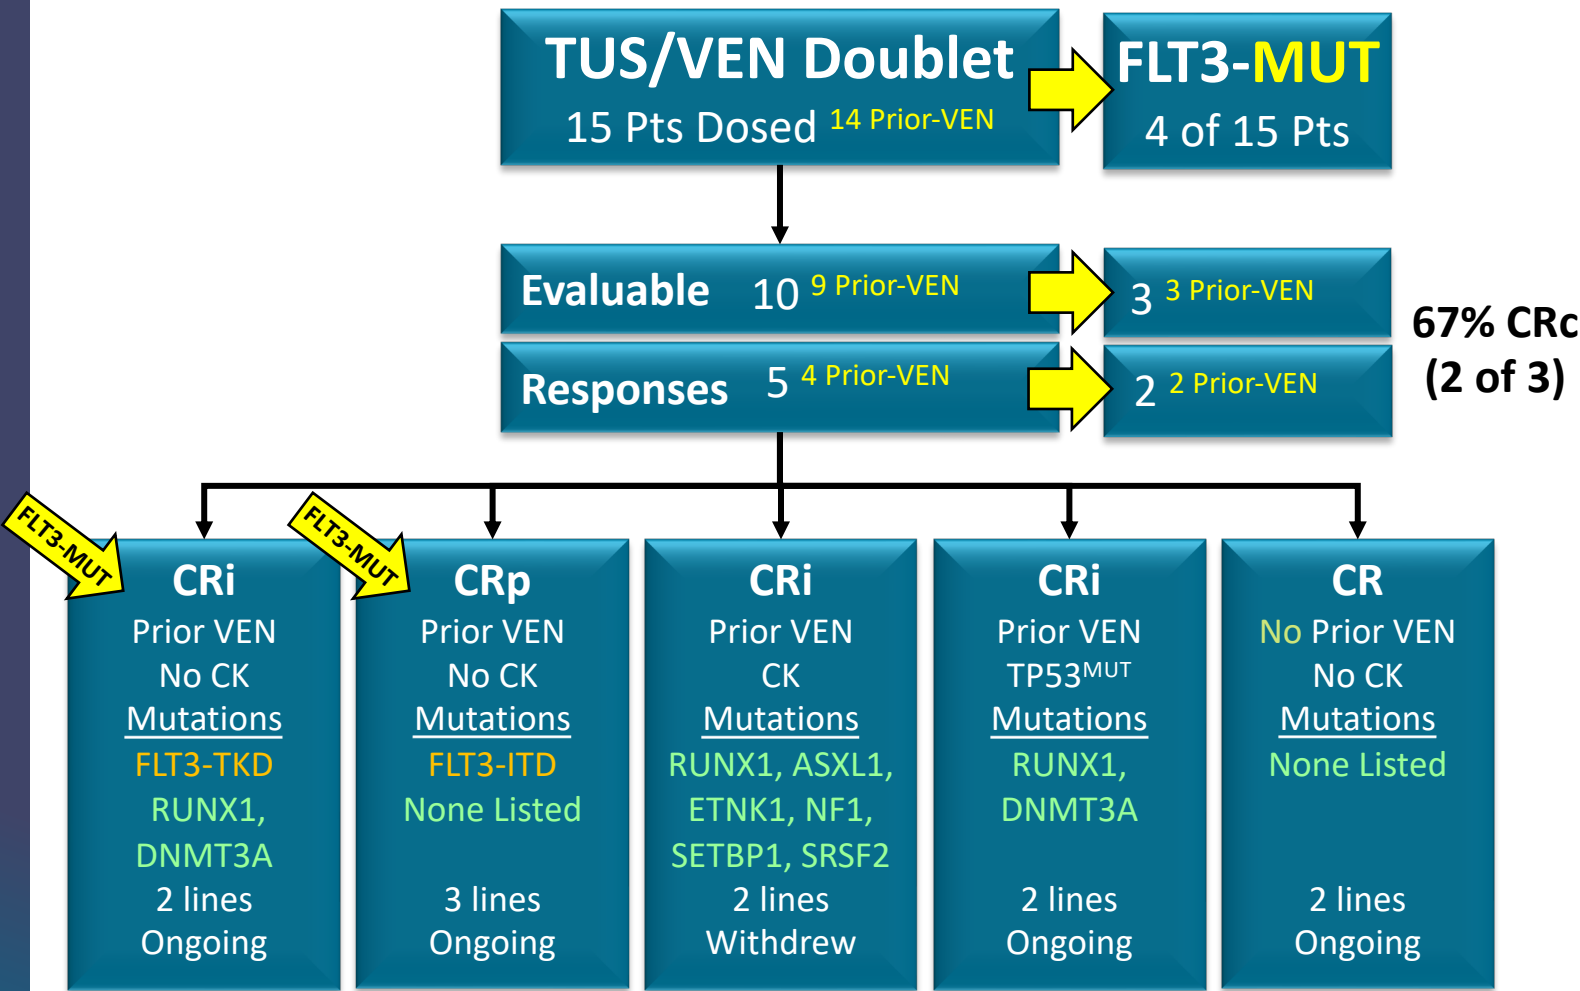 TUS/VEN Doublet
15 Pts Dosed 14 Prior-VEN
FLT3-MUT
4 of 15 Pts
Evaluable 10 9 Prior-VEN
3 3 Prior-VEN
Responses 5 4 Prior-VEN
2 2 Prior-VEN
67% CRc
(2 of 3)
FLT3-MUT
CRi
Prior VEN
No CK
Mutations
FLT3-TKD
RUNX1,
DNMT3A
2 lines
Ongoing
FLT3-MUT
CRp
Prior VEN
No CK
Mutations
FLT3-ITD
None Listed
3 lines
Ongoing
CRi
Prior VEN
CK
Mutations
RUNX1, ASXL1,
ETNK1, NF1,
SETBP1, SRSF2
2 lines
Withdrew
CRi
Prior VEN
TP53MUT
Mutations
RUNX1,
DNMT3A
2 lines
Ongoing
CR
No Prior VEN
No CK
Mutations
None Listed
2 lines
Ongoing